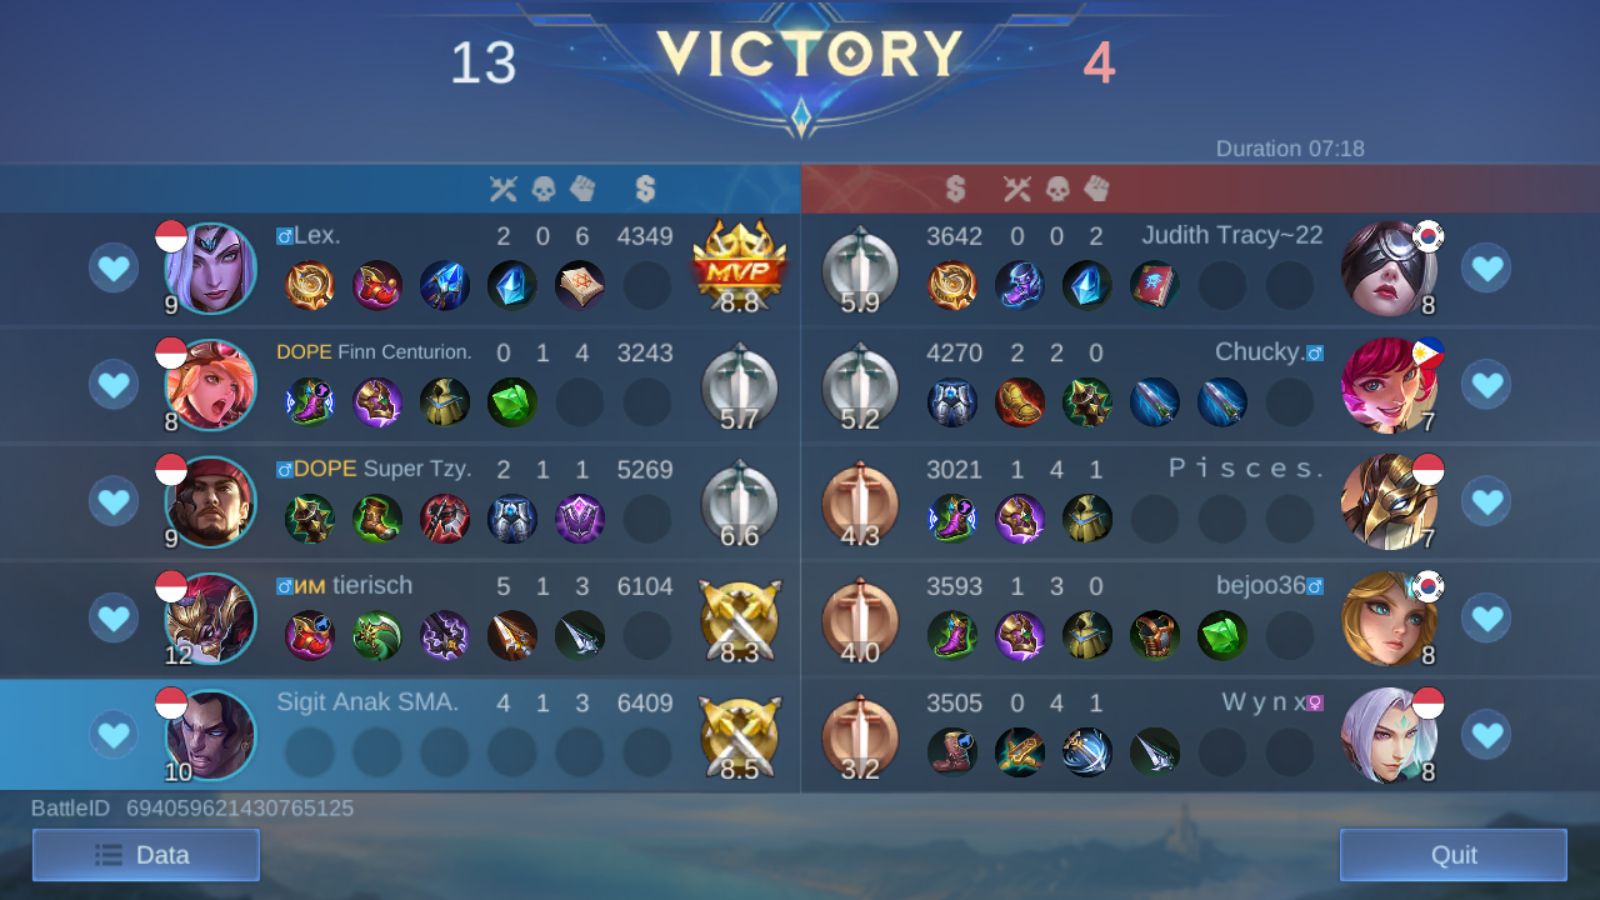 13 VICTORY 4
Duration 07:18
Lex. 2 0 6 4349
9 MVP 8.8
5.9 3642 0 0 2 Judith Tracy~22 8
DOPE Finn Centurion. 0 1 4 3243
8 5.7
5.2 4270 2 2 0 Chucky. 7
DOPE Super Tzy. 2 1 1 5269
9 6.6
4.3 3021 1 4 1 P i s c e s . 7
ИМ tierisch 5 1 3 6104
12 8.3
4.0 3593 1 3 0 bejoo36 8
Sigit Anak SMA. 4 1 3 6409
10 8.5
3.2 3505 0 4 1 W y n x 8
BattleID 694059621430765125
Data Quit